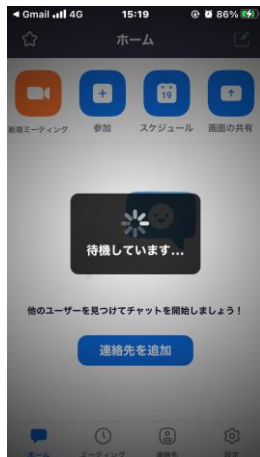 ◀ Gmail 4G 15:19 86%
ホーム
新規ミーティング 参加 スケジュール 画面の共有
19
待機しています...
他のユーザーを見つけてチャットを開始しましょう！
連絡先を追加
ホーム ミーティング 連絡先 設定